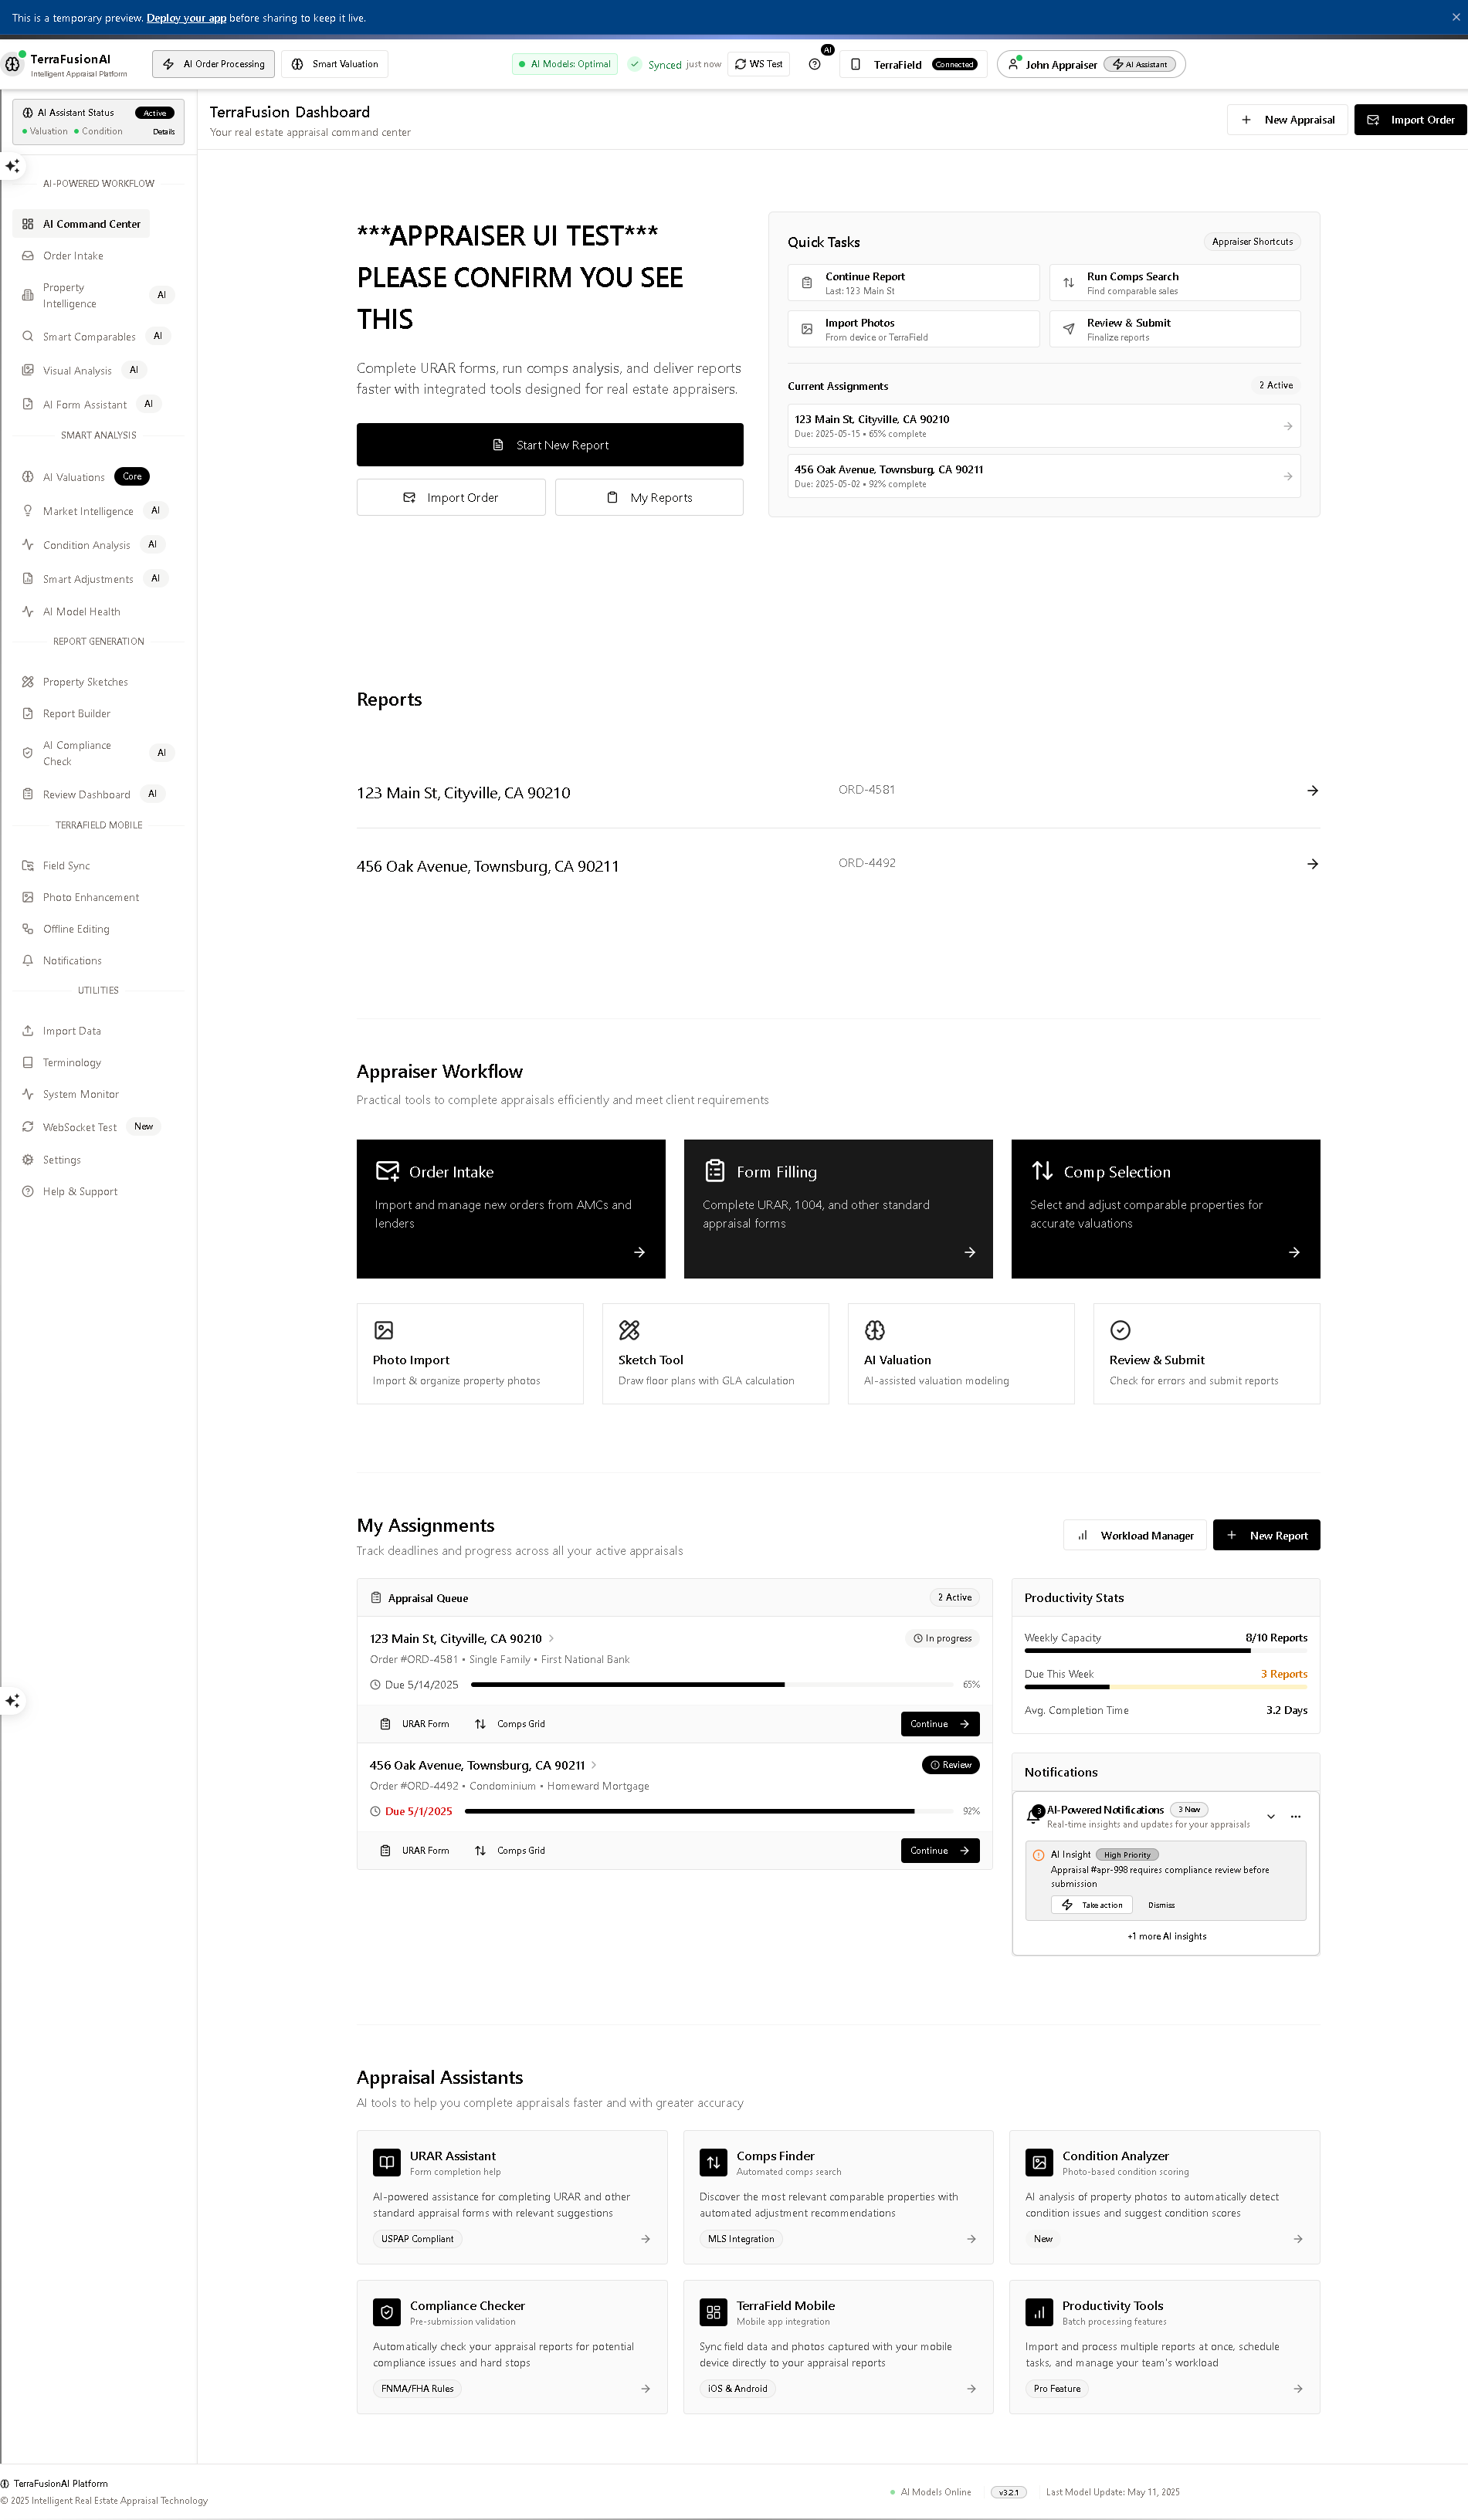 This is a temporary preview. Deploy your app before sharing to keep it live.
TerraFusionAI
Intelligent Appraisal Platform
AI Order Processing
Smart Valuation
AI Models: Optimal
Synced just now
WS Test
AI
TerraField Connected
John Appraiser AI Assistant
AI Assistant Status Active
Valuation Condition Details
AI-POWERED WORKFLOW
AI Command Center
Order Intake
Property
Intelligence
AI
Smart Comparables AI
Visual Analysis AI
AI Form Assistant AI
SMART ANALYSIS
AI Valuations Core
Market Intelligence AI
Condition Analysis AI
Smart Adjustments AI
AI Model Health
REPORT GENERATION
Property Sketches
Report Builder
AI Compliance
Check
AI
Review Dashboard AI
TERRAFIELD MOBILE
Field Sync
Photo Enhancement
Offline Editing
Notifications
UTILITIES
Import Data
Terminology
System Monitor
WebSocket Test New
Settings
Help & Support
TerraFusion Dashboard
Your real estate appraisal command center
New Appraisal
Import Order
***APPRAISER UI TEST***
PLEASE CONFIRM YOU SEE
THIS
Complete URAR forms, run comps analysis, and deliver reports
faster with integrated tools designed for real estate appraisers.
Start New Report
Import Order
My Reports
Quick Tasks
Appraiser Shortcuts
Continue Report
Last: 123 Main St
Run Comps Search
Find comparable sales
Import Photos
From device or TerraField
Review & Submit
Finalize reports
Current Assignments
2 Active
123 Main St, Cityville, CA 90210
Due: 2025-05-15 • 65% complete
456 Oak Avenue, Townsburg, CA 90211
Due: 2025-05-02 • 92% complete
Reports
123 Main St, Cityville, CA 90210
ORD-4581
456 Oak Avenue, Townsburg, CA 90211
ORD-4492
Appraiser Workflow
Practical tools to complete appraisals efficiently and meet client requirements
Order Intake
Import and manage new orders from AMCs and
lenders
Form Filling
Complete URAR, 1004, and other standard
appraisal forms
Comp Selection
Select and adjust comparable properties for
accurate valuations
Photo Import
Import & organize property photos
Sketch Tool
Draw floor plans with GLA calculation
AI Valuation
AI-assisted valuation modeling
Review & Submit
Check for errors and submit reports
My Assignments
Track deadlines and progress across all your active appraisals
Workload Manager
New Report
Appraisal Queue
2 Active
123 Main St, Cityville, CA 90210
In progress
Order #ORD-4581 • Single Family • First National Bank
Due 5/14/2025
65%
URAR Form
Comps Grid
Continue
456 Oak Avenue, Townsburg, CA 90211
Review
Order #ORD-4492 • Condominium • Homeward Mortgage
Due 5/1/2025
92%
URAR Form
Comps Grid
Continue
Productivity Stats
Weekly Capacity 8/10 Reports
Due This Week 3 Reports
Avg. Completion Time 3.2 Days
Notifications
3
AI-Powered Notifications 3 New
Real-time insights and updates for your appraisals
AI Insight High Priority
Appraisal #apr-998 requires compliance review before
submission
Take action
Dismiss
+1 more AI insights
Appraisal Assistants
AI tools to help you complete appraisals faster and with greater accuracy
URAR Assistant
Form completion help
AI-powered assistance for completing URAR and other
standard appraisal forms with relevant suggestions
USPAP Compliant
Comps Finder
Automated comps search
Discover the most relevant comparable properties with
automated adjustment recommendations
MLS Integration
Condition Analyzer
Photo-based condition scoring
AI analysis of property photos to automatically detect
condition issues and suggest condition scores
New
Compliance Checker
Pre-submission validation
Automatically check your appraisal reports for potential
compliance issues and hard stops
FNMA/FHA Rules
TerraField Mobile
Mobile app integration
Sync field data and photos captured with your mobile
device directly to your appraisal reports
iOS & Android
Productivity Tools
Batch processing features
Import and process multiple reports at once, schedule
tasks, and manage your team's workload
Pro Feature
TerraFusionAI Platform
© 2025 Intelligent Real Estate Appraisal Technology
AI Models Online
v3.2.1
Last Model Update: May 11, 2025